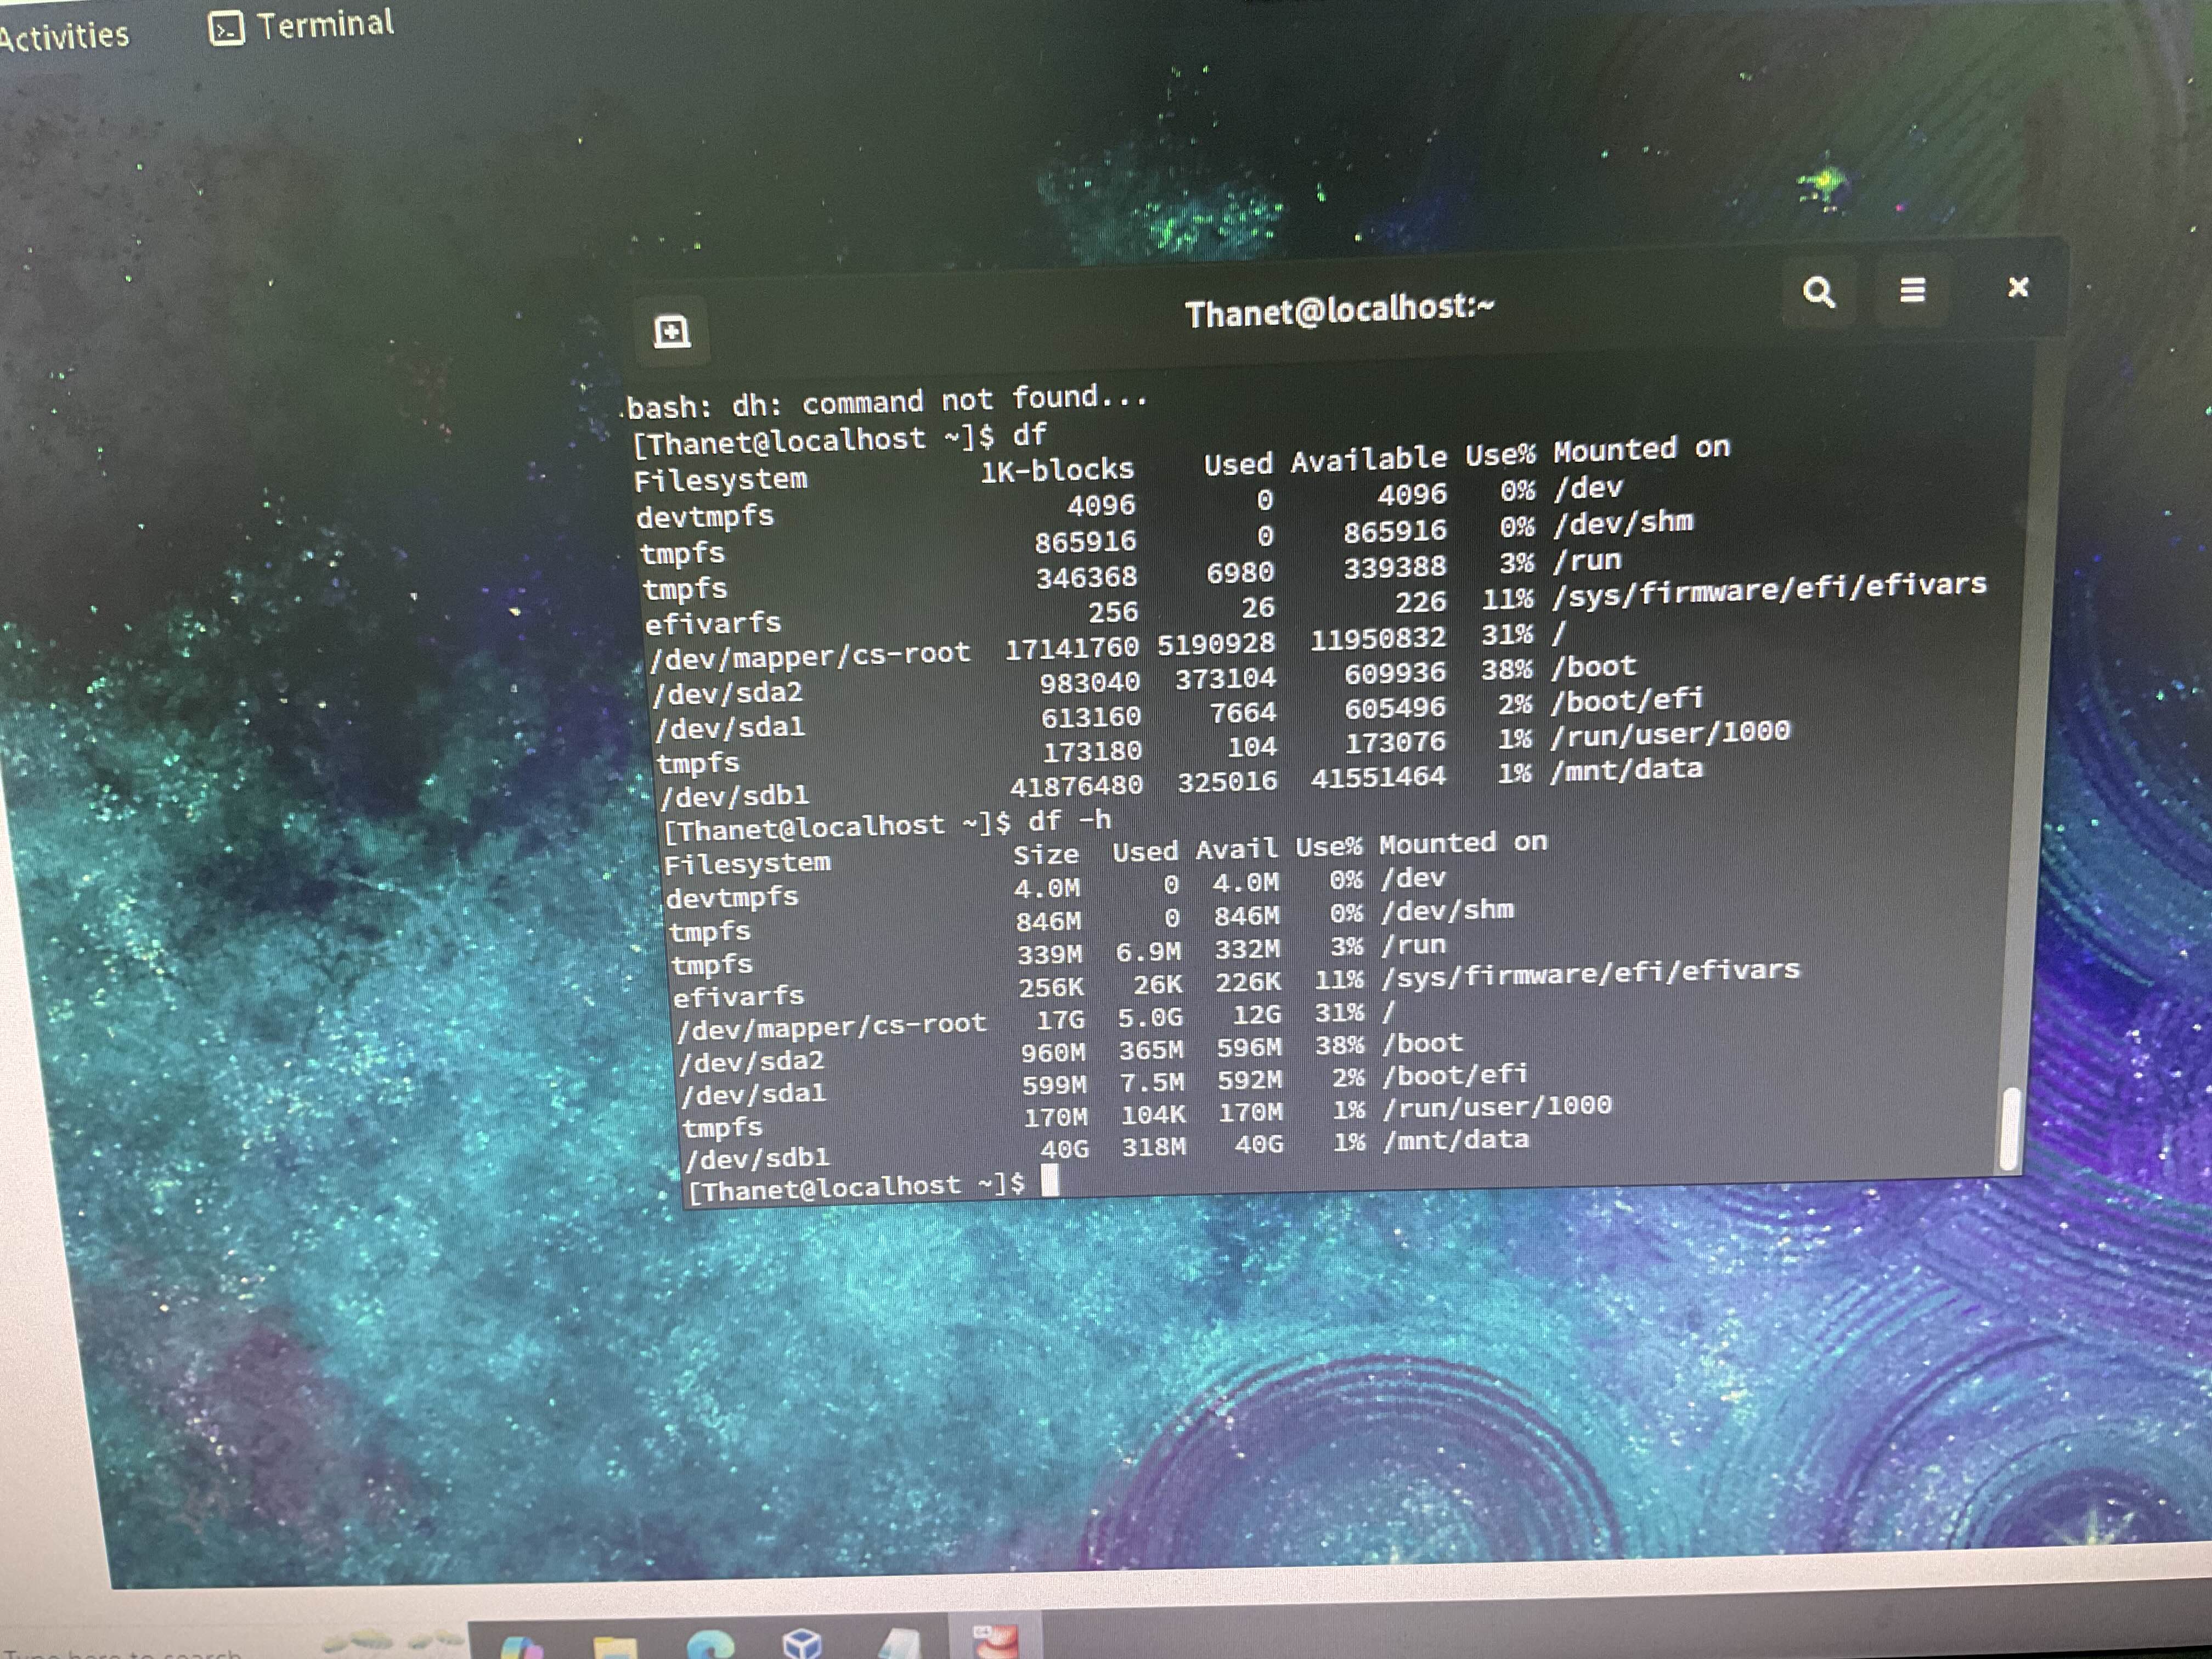 Activities Terminal
Thanet@localhost:~
bash: dh: command not found...
[Thanet@localhost ~]$ df
Filesystem 1K-blocks Used Available Use% Mounted on
devtmpfs 4096 0 4096 0% /dev
tmpfs 865916 0 865916 0% /dev/shm
tmpfs 346368 6980 339388 3% /run
efivarfs 256 26 226 11% /sys/firmware/efi/efivars
/dev/mapper/cs-root 17141760 5190928 11950832 31% /
/dev/sda2 983040 373104 609936 38% /boot
/dev/sda1 613160 7664 605496 2% /boot/efi
tmpfs 173180 104 173076 1% /run/user/1000
/dev/sdb1 41876480 325016 41551464 1% /mnt/data
[Thanet@localhost ~]$ df -h
Filesystem Size Used Avail Use% Mounted on
devtmpfs 4.0M 0 4.0M 0% /dev
tmpfs 846M 0 846M 0% /dev/shm
tmpfs 339M 6.9M 332M 3% /run
efivarfs 256K 26K 226K 11% /sys/firmware/efi/efivars
/dev/mapper/cs-root 17G 5.0G 12G 31% /
/dev/sda2 960M 365M 596M 38% /boot
/dev/sda1 599M 7.5M 592M 2% /boot/efi
tmpfs 170M 104K 170M 1% /run/user/1000
/dev/sdb1 40G 318M 40G 1% /mnt/data
[Thanet@localhost ~]$
Type here to search